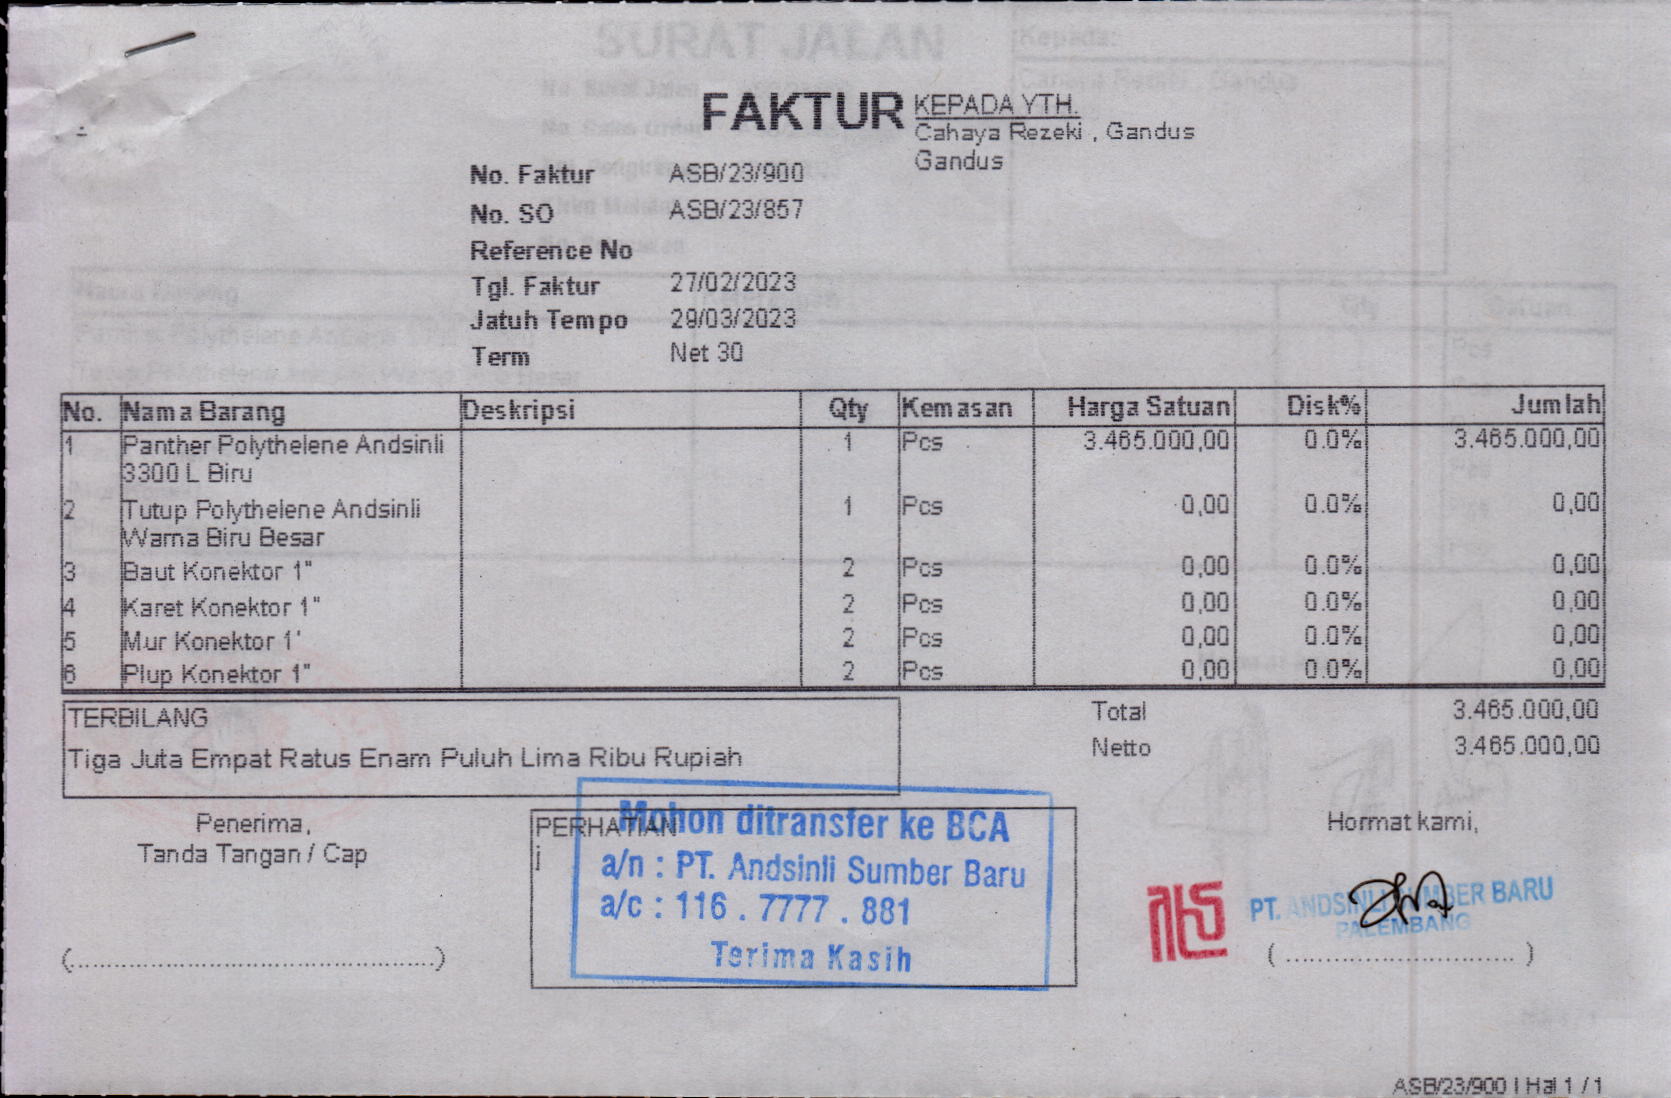 SURAT JALAN
Kepada:
FAKTUR
KEPADA YTH.
Cahaya Rezeki , Gandus
Gandus
No. Faktur ASB/23/900
No. SO ASB/23/857
Reference No
Tgl. Faktur 27/02/2023
Jatuh Tempo 29/03/2023
Term Net 30
No. Nama Barang Deskripsi Qty Kemasan Harga Satuan Disk% Jumlah
1 Panther Polythelene Andsinli 1 Pcs 3.465.000,00 0.0% 3.465.000,00
3300 L Biru
2 Tutup Polythelene Andsinli 1 Pcs 0,00 0.0% 0,00
Warna Biru Besar
3 Baut Konektor 1" 2 Pcs 0,00 0.0% 0,00
4 Karet Konektor 1" 2 Pcs 0,00 0.0% 0,00
5 Mur Konektor 1' 2 Pcs 0,00 0.0% 0,00
6 Plup Konektor 1" 2 Pcs 0,00 0.0% 0,00
TERBILANG
Tiga Juta Empat Ratus Enam Puluh Lima Ribu Rupiah
Total 3.465.000,00
Netto 3.465.000,00
Penerima,
Tanda Tangan / Cap
(............................................)
PERHATIAN
j
Mohon ditransfer ke BCA
a/n : PT. Andsinli Sumber Baru
a/c : 116 . 7777 . 881
Terima Kasih
Hormat kami,
PT. ANDSINLI SUMBER BARU
PALEMBANG
( ............................ )
ASB/23/900 | Hal 1 / 1